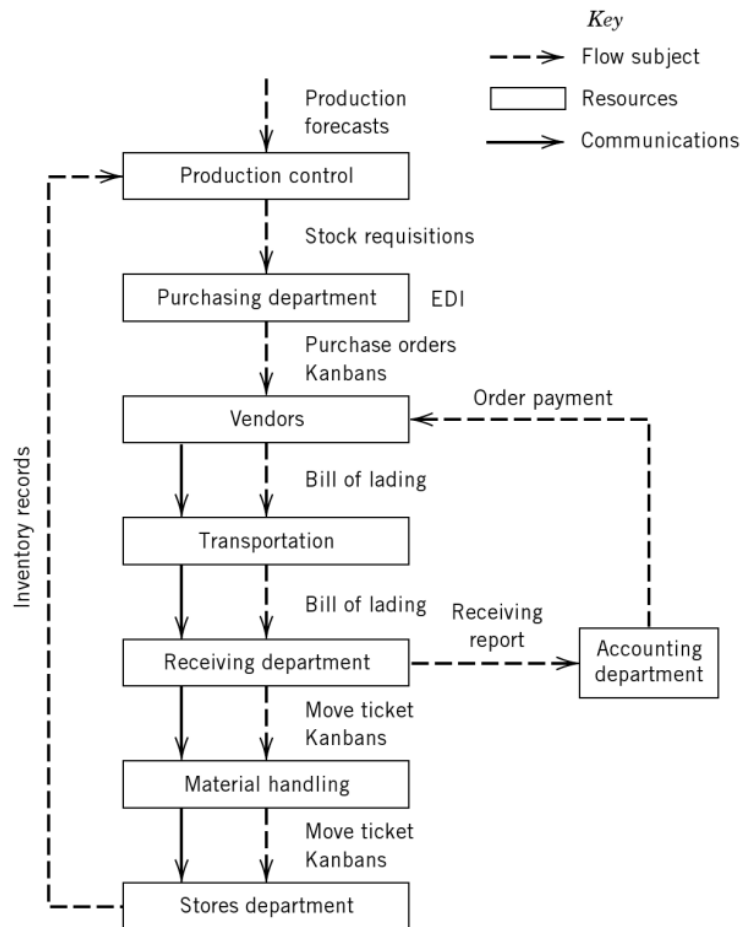 Key
Flow subject
Resources
Communications
Production
forecasts
Production control
Stock requisitions
Purchasing department
EDI
Purchase orders
Kanbans
Vendors
Order payment
Bill of lading
Transportation
Bill of lading
Receiving
report
Receiving department
Accounting
department
Move ticket
Kanbans
Material handling
Move ticket
Kanbans
Stores department
Inventory records